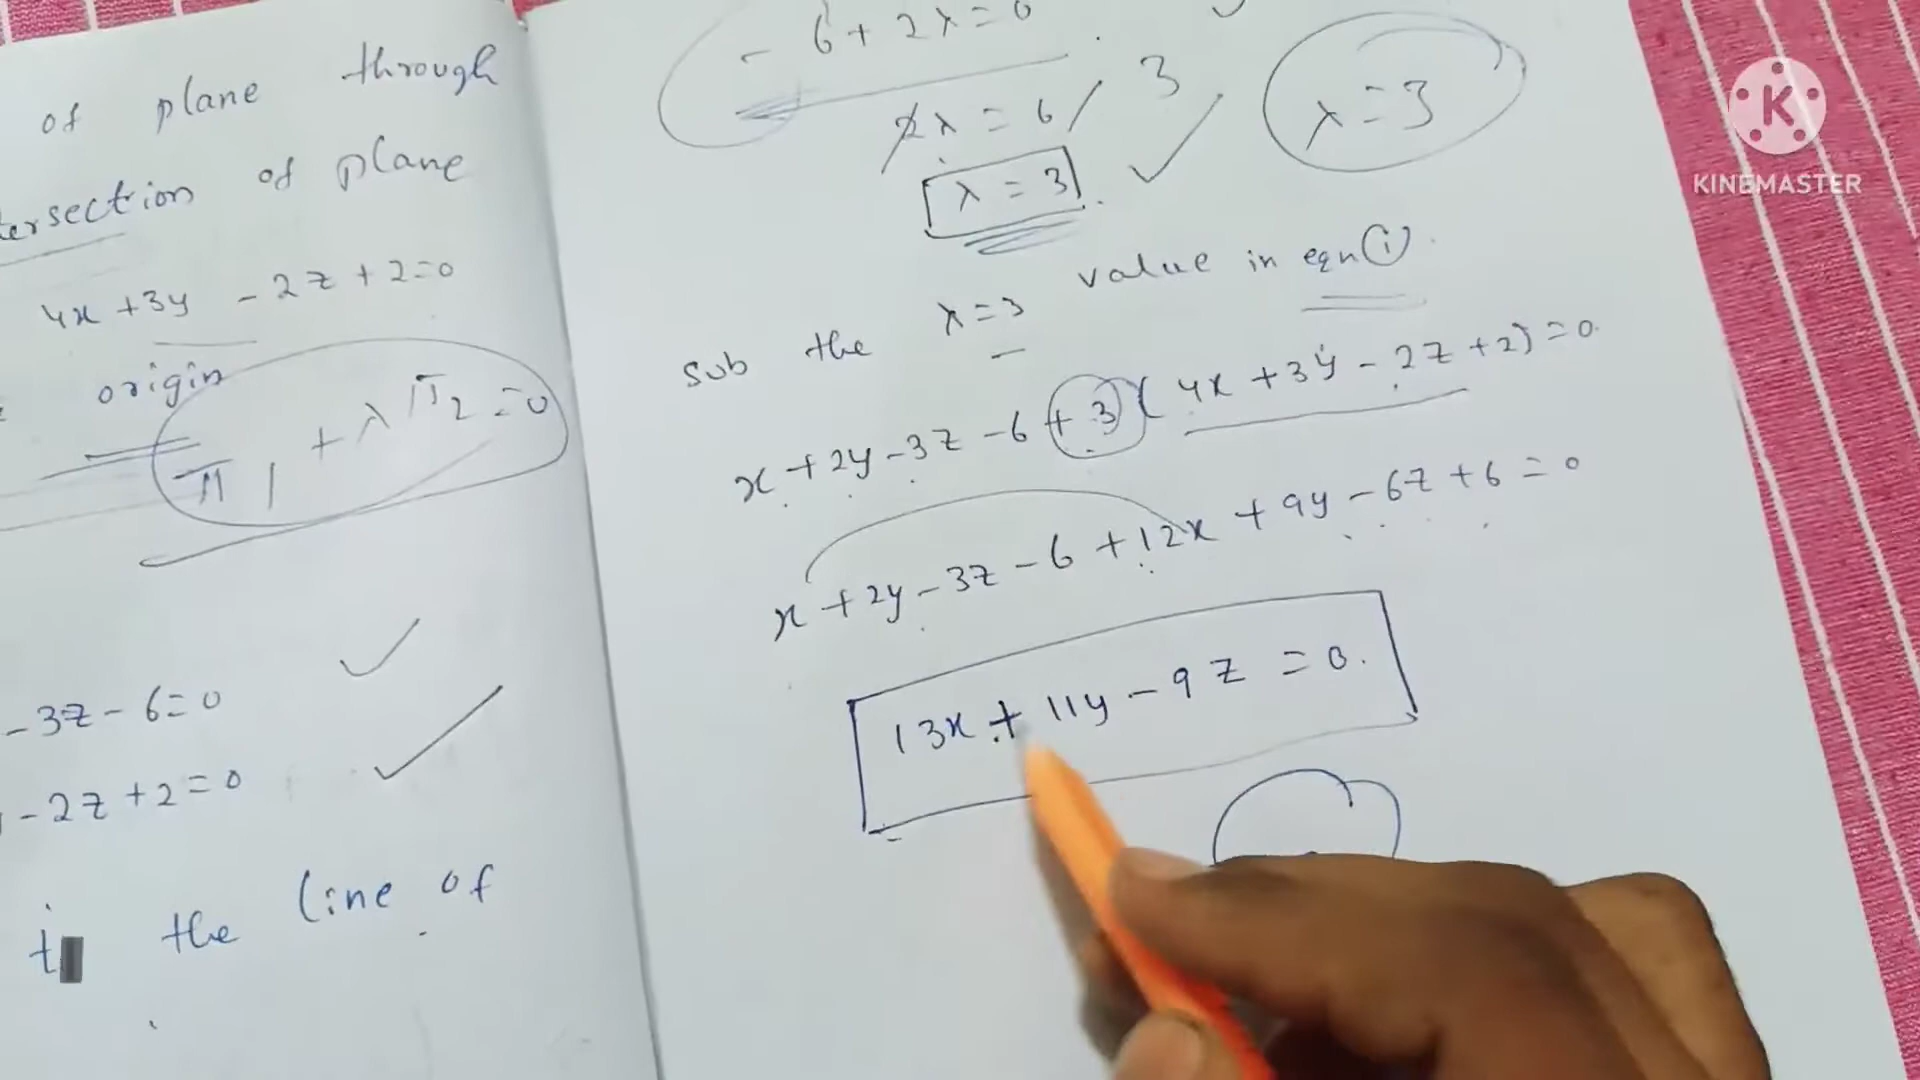 of plane through
tersection of plane
4x + 3y - 2z + 2 = 0
origin
π1 + λπ2 = 0
- 3z - 6 = 0
- 2z + 2 = 0
the line of
- 6 + 2λ = 0
2λ = 6 3
λ = 3
λ = 3
sub the λ = 3 value in eqn (i)
x + 2y - 3z - 6 + 3 (4x + 3y - 2z + 2) = 0
x + 2y - 3z - 6 + 12x + 9y - 6z + 6 = 0
13x + 11y - 9z = 0.
K
KINEMASTER